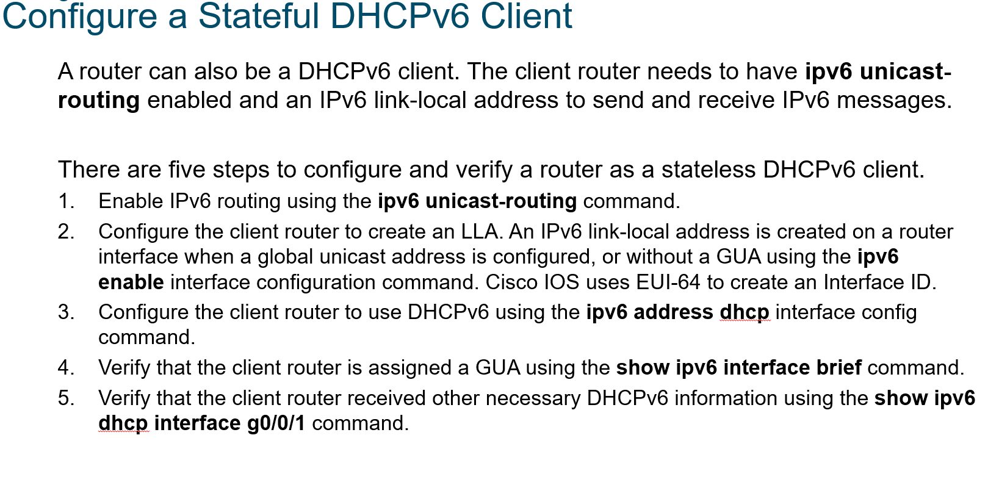 Configure a Stateful DHCPv6 Client
A router can also be a DHCPv6 client. The client router needs to have ipv6 unicast-
routing enabled and an IPv6 link-local address to send and receive IPv6 messages.
There are five steps to configure and verify a router as a stateless DHCPv6 client.
1. Enable IPv6 routing using the ipv6 unicast-routing command.
2. Configure the client router to create an LLA. An IPv6 link-local address is created on a router
interface when a global unicast address is configured, or without a GUA using the ipv6
enable interface configuration command. Cisco IOS uses EUI-64 to create an Interface ID.
3. Configure the client router to use DHCPv6 using the ipv6 address dhcp interface config
command.
4. Verify that the client router is assigned a GUA using the show ipv6 interface brief command.
5. Verify that the client router received other necessary DHCPv6 information using the show ipv6
dhcp interface g0/0/1 command.